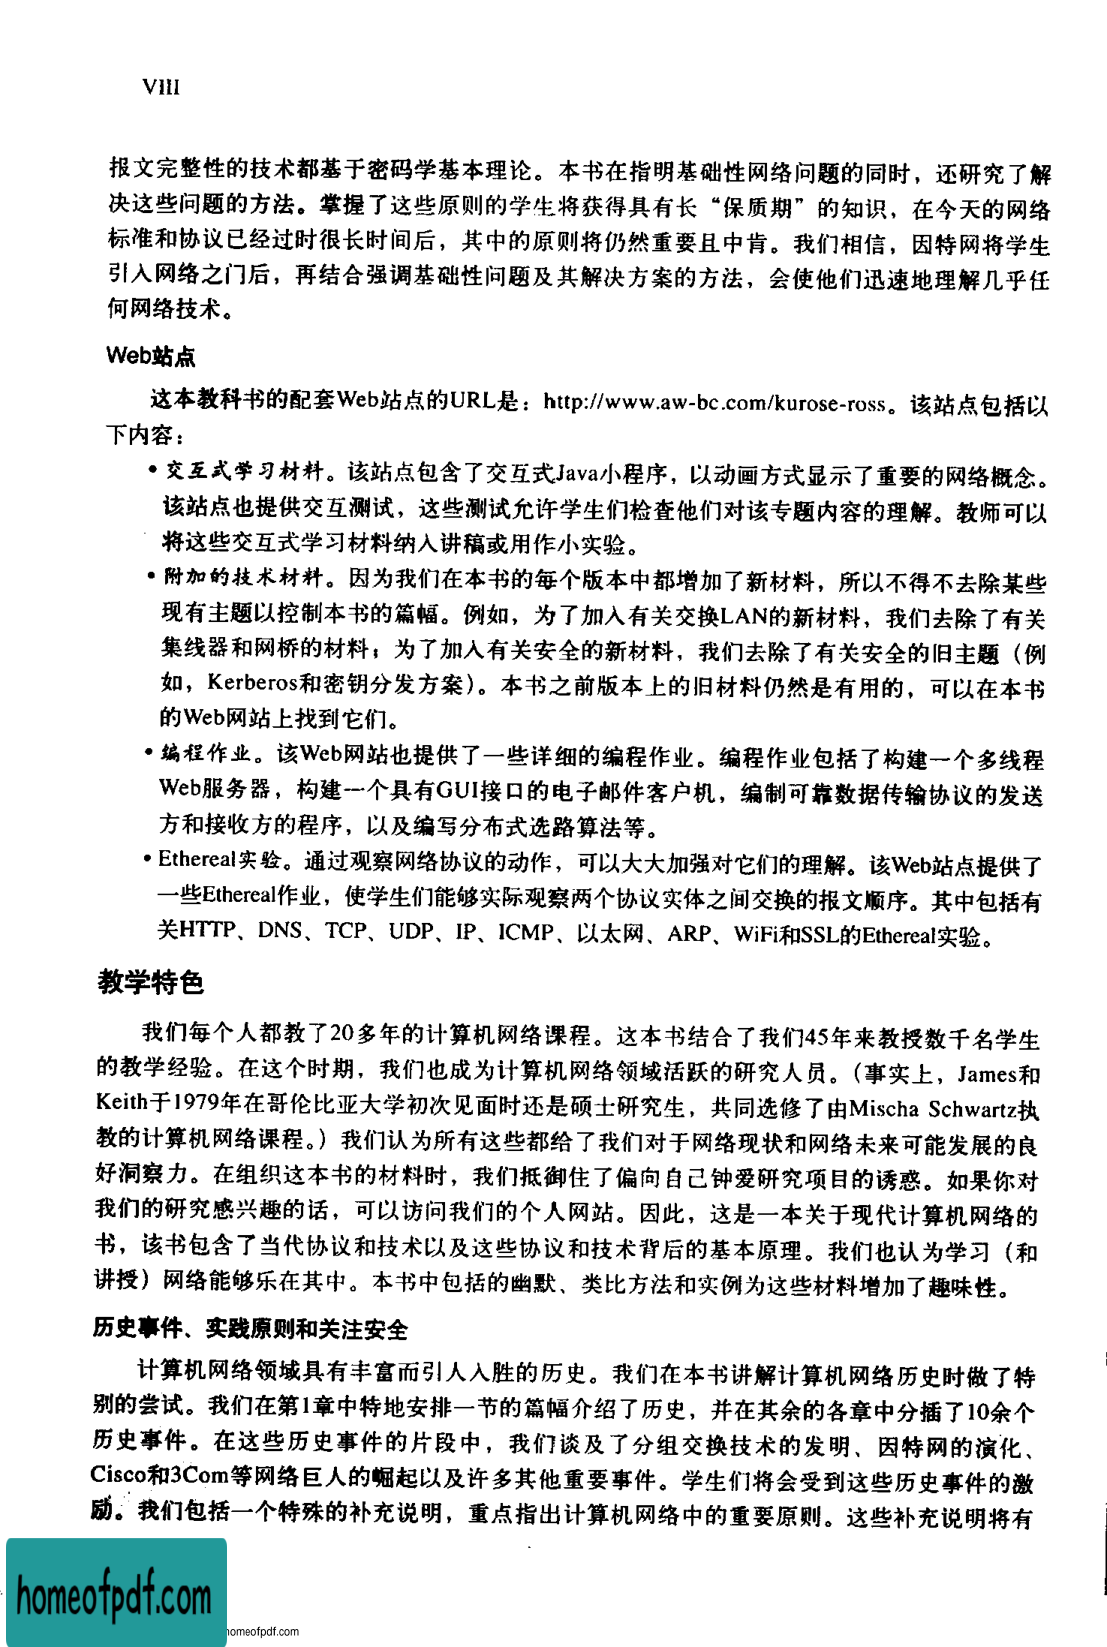 VIII
报文完整性的技术都基于密码学基本理论。本书在指明基础性网络问题的同时，还研究了解
决这些问题的方法。掌握了这些原则的学生将获得具有长“保质期”的知识，在今天的网络
标准和协议已经过时很长时间后，其中的原则将仍然重要且中肯。我们相信，因特网将学生
引入网络之门后，再结合强调基础性问题及其解决方案的方法，会使他们迅速地理解几乎任
何网络技术。
Web站点
这本教科书的配套Web站点的URL是：http://www.aw-bc.com/kurose-ross。该站点包括以
下内容：
• 交互式学习材料。该站点包含了交互式Java小程序，以动画方式显示了重要的网络概念。
该站点也提供交互测试，这些测试允许学生们检查他们对该专题内容的理解。教师可以
将这些交互式学习材料纳入讲稿或用作小实验。
• 附加的技术材料。因为我们在本书的每个版本中都增加了新材料，所以不得不去除某些
现有主题以控制本书的篇幅。例如，为了加入有关交换LAN的新材料，我们去除了有关
集线器和网桥的材料；为了加入有关安全的新材料，我们去除了有关安全的旧主题（例
如，Kerberos和密钥分发方案）。本书之前版本上的旧材料仍然是有用的，可以在本书
的Web网站上找到它们。
• 编程作业。该Web网站也提供了一些详细的编程作业。编程作业包括了构建一个多线程
Web服务器，构建一个具有GUI接口的电子邮件客户机，编制可靠数据传输协议的发送
方和接收方的程序，以及编写分布式选路算法等。
• Ethereal实验。通过观察网络协议的动作，可以大大加强对它们的理解。该Web站点提供了
一些Ethereal作业，使学生们能够实际观察两个协议实体之间交换的报文顺序。其中包括有
关HTTP、DNS、TCP、UDP、IP、ICMP、以太网、ARP、WiFi和SSL的Ethereal实验。
教学特色
我们每个人都教了20多年的计算机网络课程。这本书结合了我们45年来教授数千名学生
的教学经验。在这个时期，我们也成为计算机网络领域活跃的研究人员。（事实上，James和
Keith于1979年在哥伦比亚大学初次见面时还是硕士研究生，共同选修了由Mischa Schwartz执
教的计算机网络课程。）我们认为所有这些都给了我们对于网络现状和网络未来可能发展的良
好洞察力。在组织这本书的材料时，我们抵御住了偏向自己钟爱研究项目的诱惑。如果你对
我们的研究感兴趣的话，可以访问我们的个人网站。因此，这是一本关于现代计算机网络的
书，该书包含了当代协议和技术以及这些协议和技术背后的基本原理。我们也认为学习（和
讲授）网络能够乐在其中。本书中包括的幽默、类比方法和实例为这些材料增加了趣味性。
历史事件、实践原则和关注安全
计算机网络领域具有丰富而引人入胜的历史。我们在本书讲解计算机网络历史时做了特
别的尝试。我们在第1章中特地安排一节的篇幅介绍了历史，并在其余的各章中分插了10余个
历史事件。在这些历史事件的片段中，我们谈及了分组交换技术的发明、因特网的演化、
Cisco和3Com等网络巨人的崛起以及许多其他重要事件。学生们将会受到这些历史事件的激
励。我们包括一个特殊的补充说明，重点指出计算机网络中的重要原则。这些补充说明将有
homeofpdf.com
homeofpdf.com